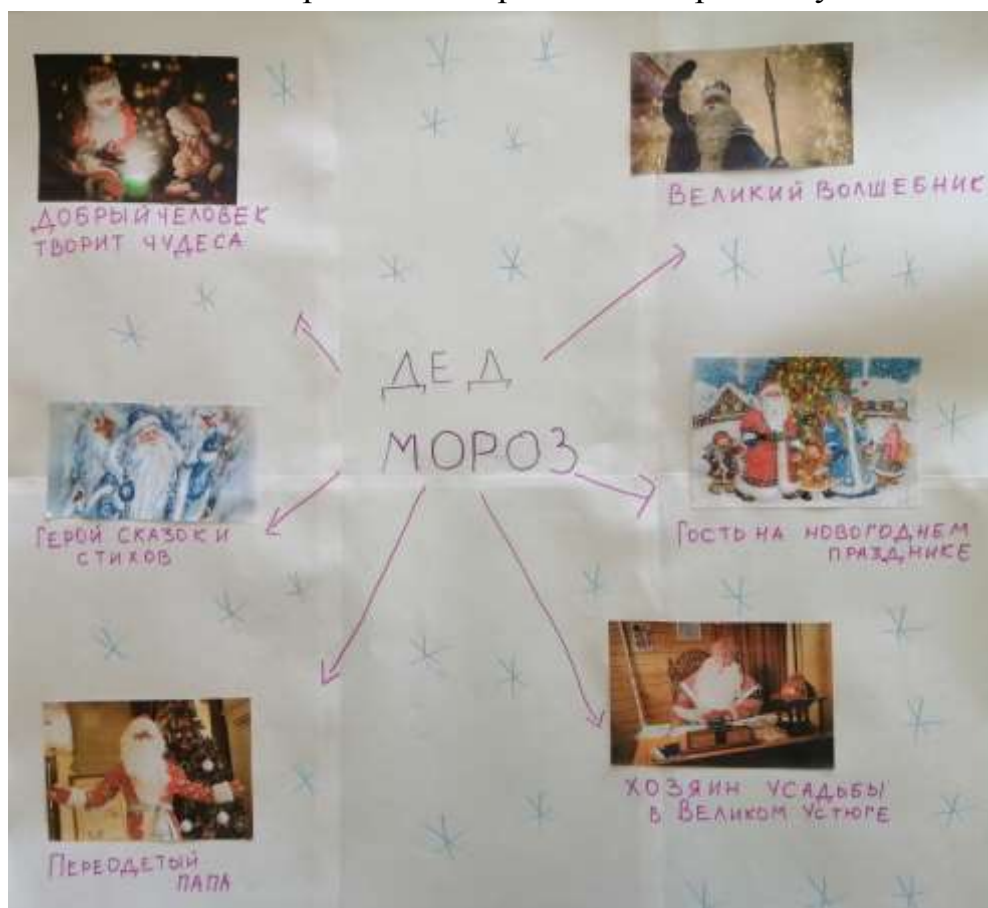 ДОБРЫЙ ЧЕЛОВЕК
ТВОРИТ ЧУДЕСА
ВЕЛИКИЙ ВОЛШЕБНИК
ДЕД
МОРОЗ
ГЕРОЙ СКАЗОК И
СТИХОВ
ГОСТЬ НА НОВОГОДНЕМ
ПРАЗДНИКЕ
ПЕРЕОДЕТЫЙ
ПАПА
ХОЗЯИН УСАДЬБЫ
В ВЕЛИКОМ УСТЮГЕ